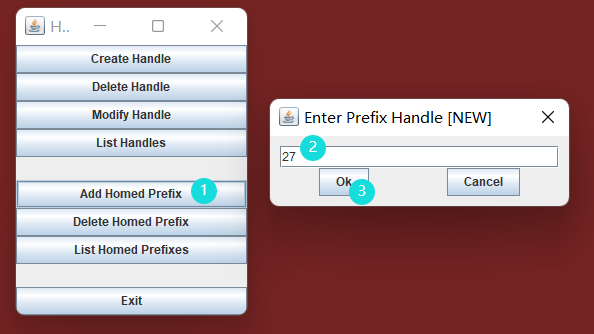 H..
Create Handle
Delete Handle
Modify Handle
List Handles
Add Homed Prefix 1
Delete Homed Prefix
List Homed Prefixes
Exit
Enter Prefix Handle [NEW]
27 2
Ok 3 Cancel